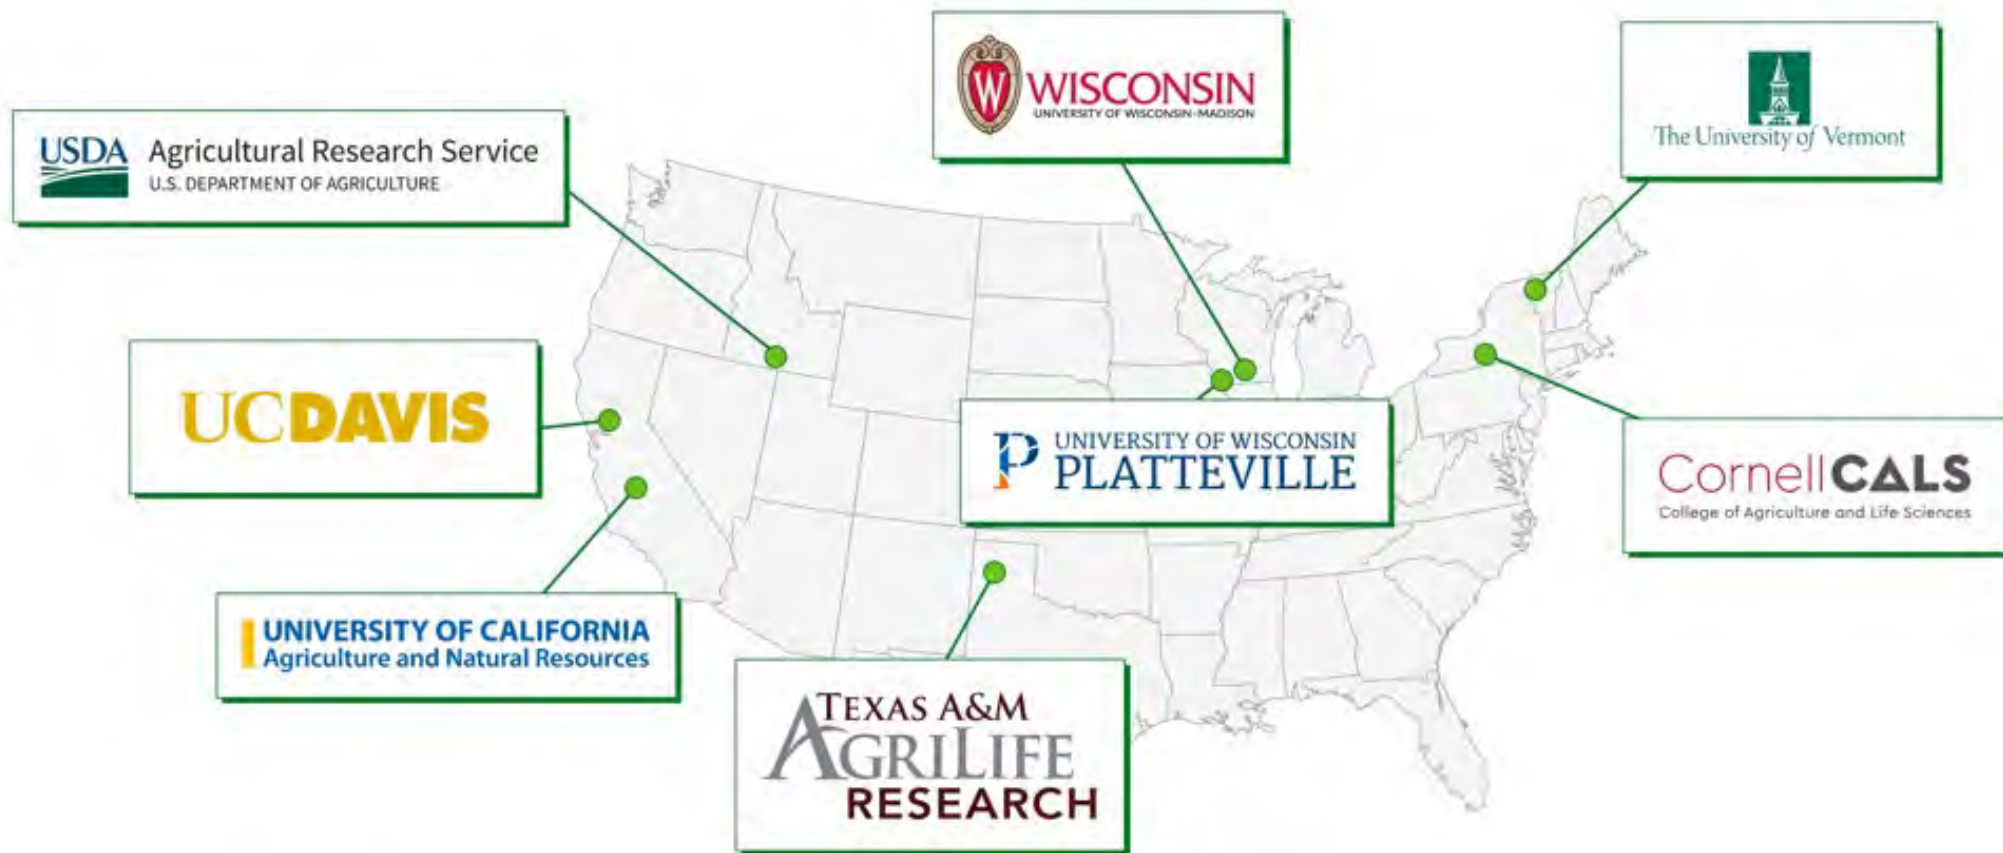 W
WISCONSIN
UNIVERSITY OF WISCONSIN-MADISON
The University of Vermont
USDA
Agricultural Research Service
U.S. DEPARTMENT OF AGRICULTURE
UCDAVIS
P
UNIVERSITY OF WISCONSIN
PLATTEVILLE
CornellCALS
College of Agriculture and Life Sciences
UNIVERSITY OF CALIFORNIA
Agriculture and Natural Resources
TEXAS A&M
AGRILIFE
RESEARCH